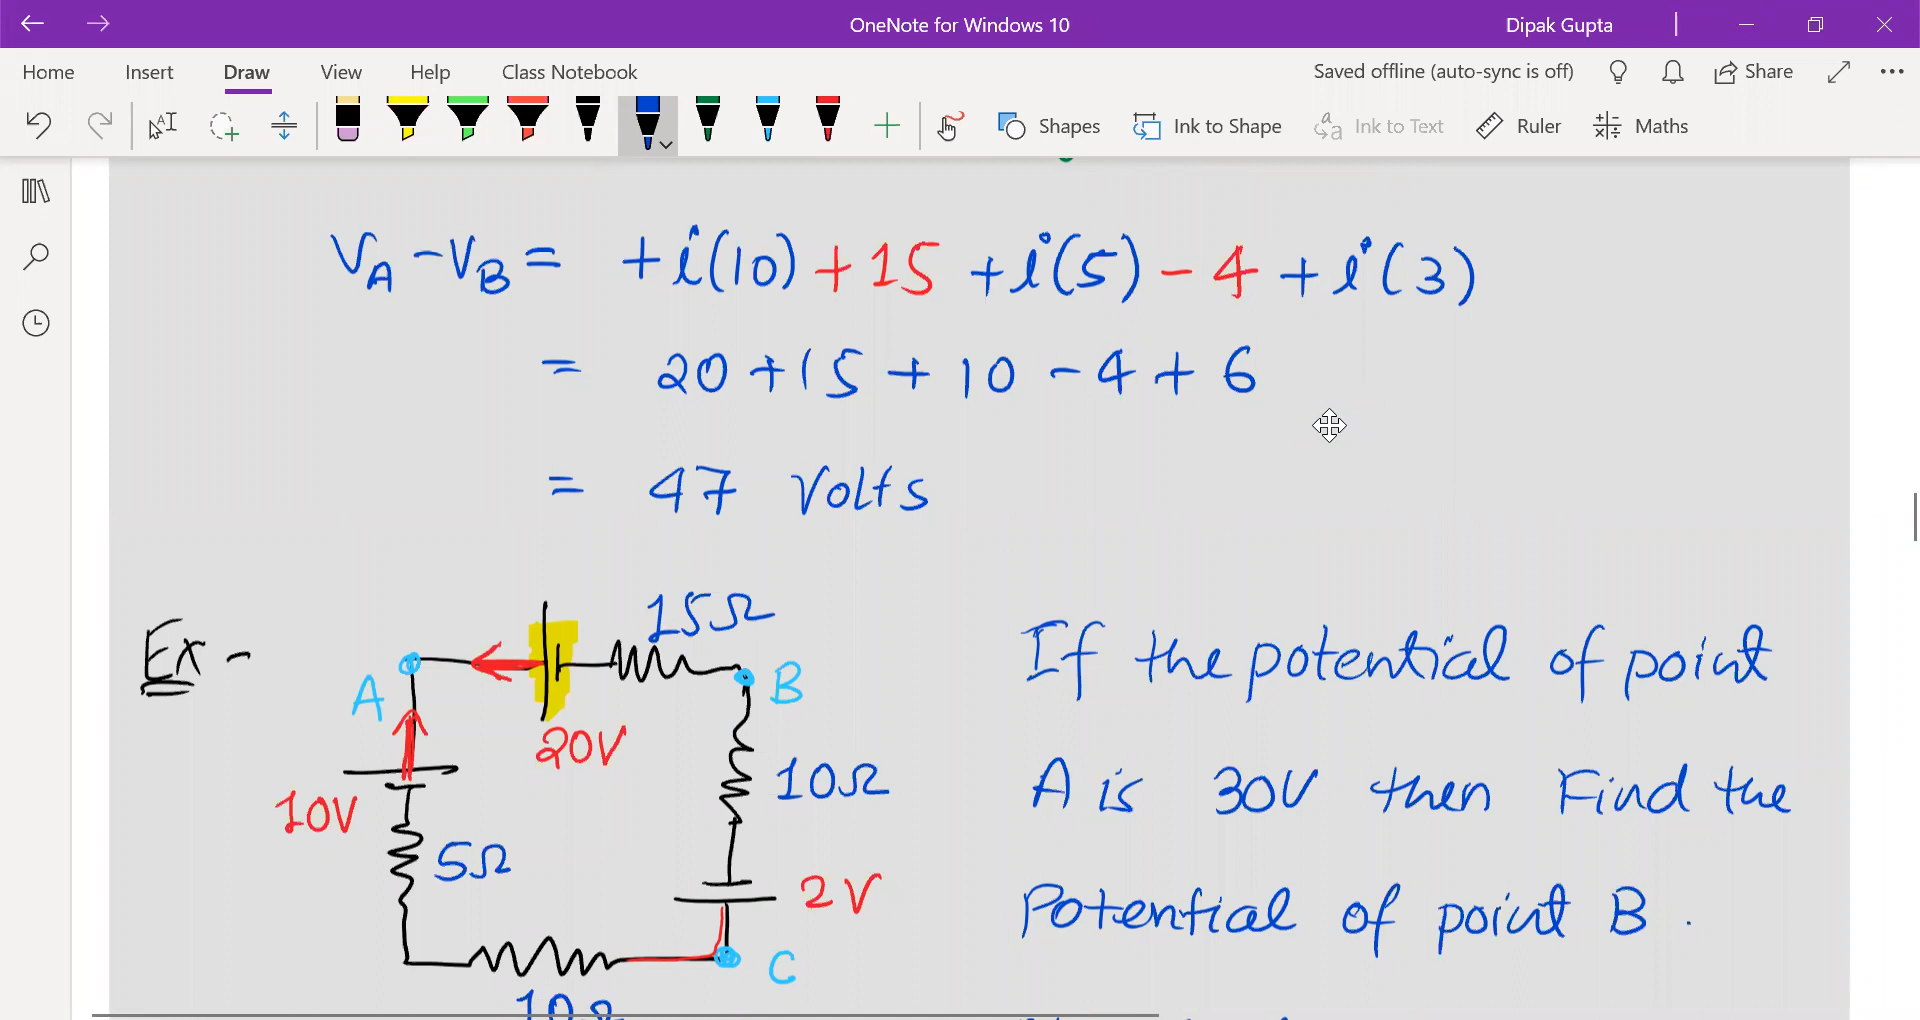 OneNote for Windows 10
Dipak Gupta
Home Insert Draw View Help Class Notebook
Saved offline (auto-sync is off) Share
Shapes Ink to Shape Ink to Text Ruler Maths
VA - VB = +i(10) +15 +i(5) - 4 + i(3)
= 20 + 15 + 10 - 4 + 6
= 47 Volts
Ex -
15Ω
A
B
20V
10V
5Ω
10Ω
2V
C
10Ω
If the potential of point
A is 30V then Find the
Potential of point B .